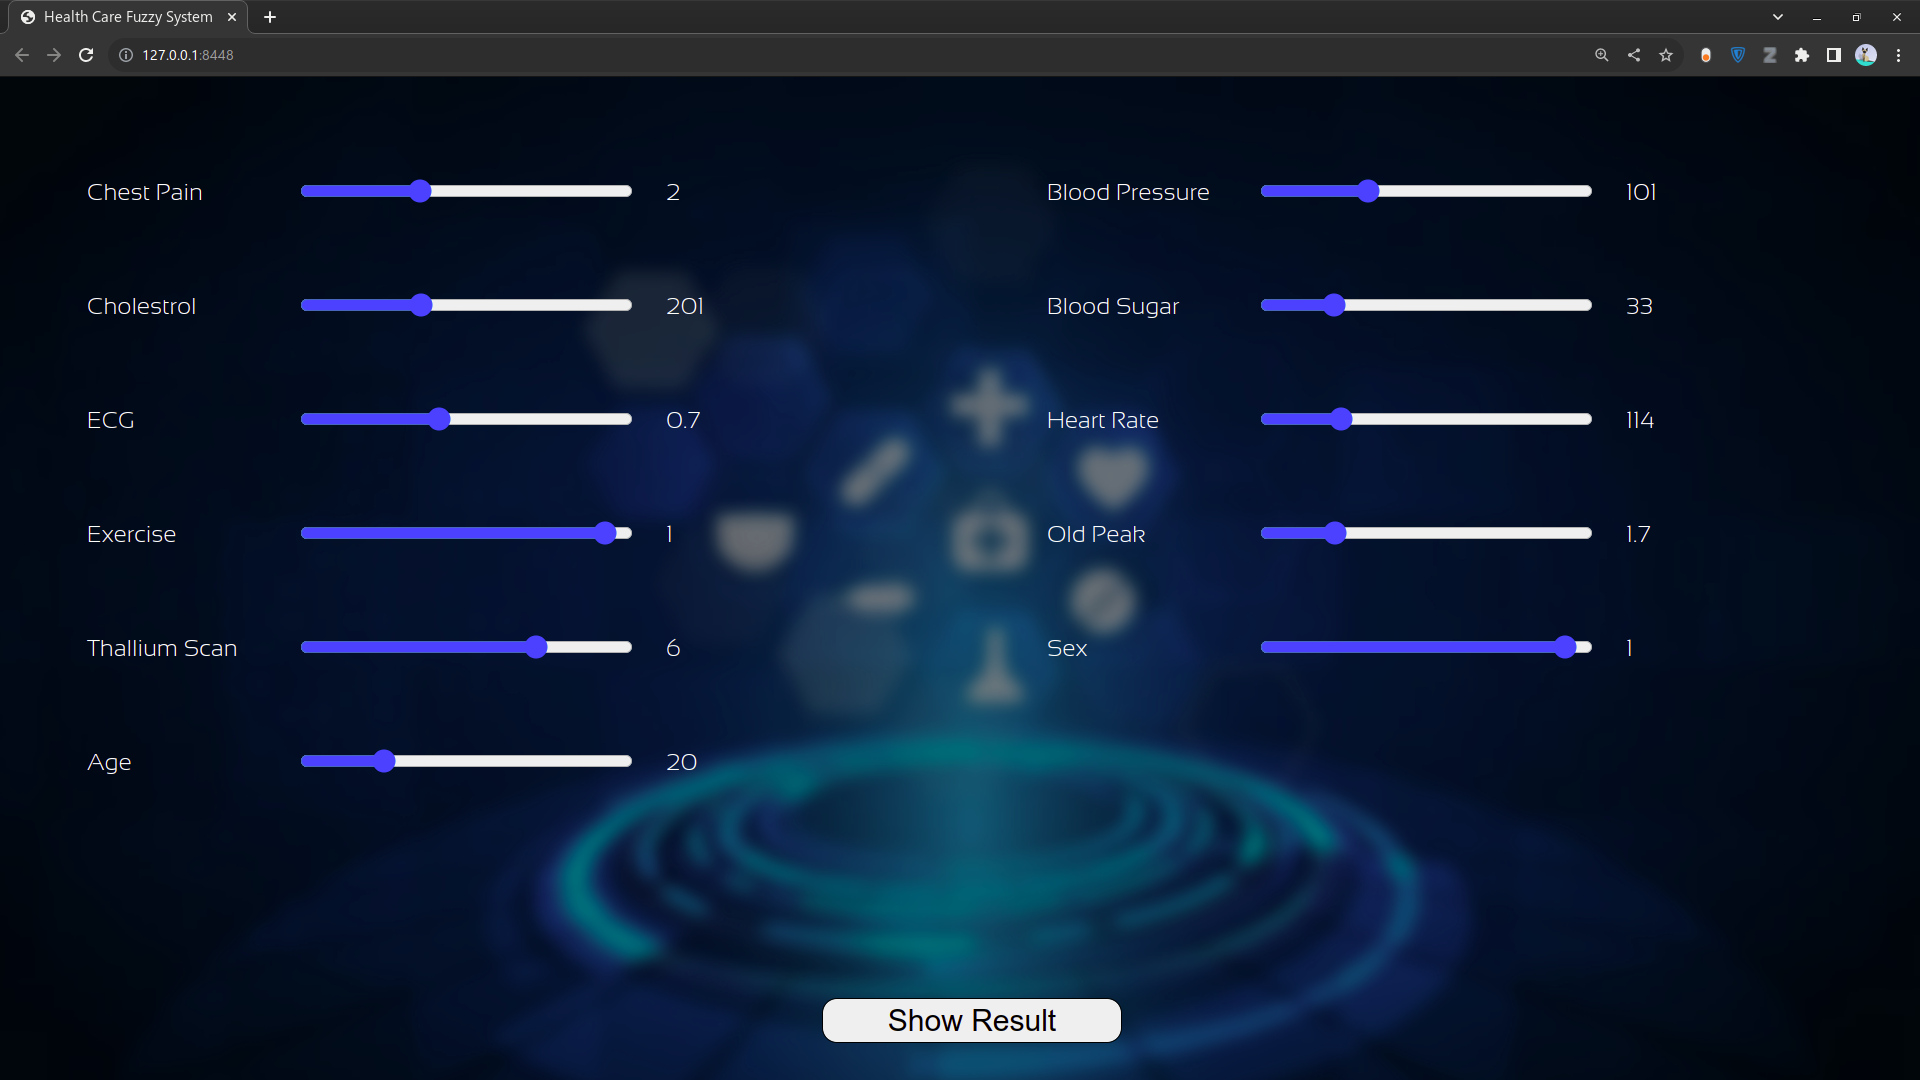 Health Care Fuzzy System
127.0.0.1:8448
Chest Pain 2 Blood Pressure 101
Cholestrol 201 Blood Sugar 33
ECG 0.7 Heart Rate 114
Exercise 1 Old Peak 1.7
Thallium Scan 6 Sex 1
Age 20
Show Result